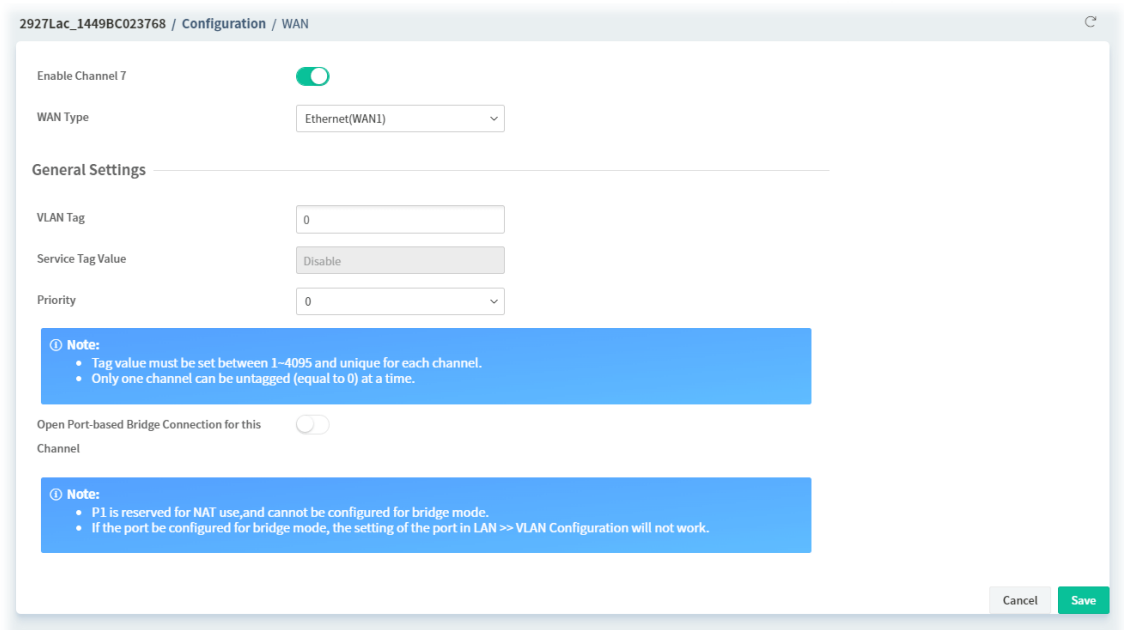 2927Lac_1449BC023768 / Configuration / WAN
Enable Channel 7
WAN Type
Ethernet(WAN1)
General Settings
VLAN Tag
0
Service Tag Value
Disable
Priority
0
Note:
• Tag value must be set between 1~4095 and unique for each channel.
• Only one channel can be untagged (equal to 0) at a time.
Open Port-based Bridge Connection for this
Channel
Note:
• P1 is reserved for NAT use,and cannot be configured for bridge mode.
• If the port be configured for bridge mode, the setting of the port in LAN >> VLAN Configuration will not work.
Cancel
Save